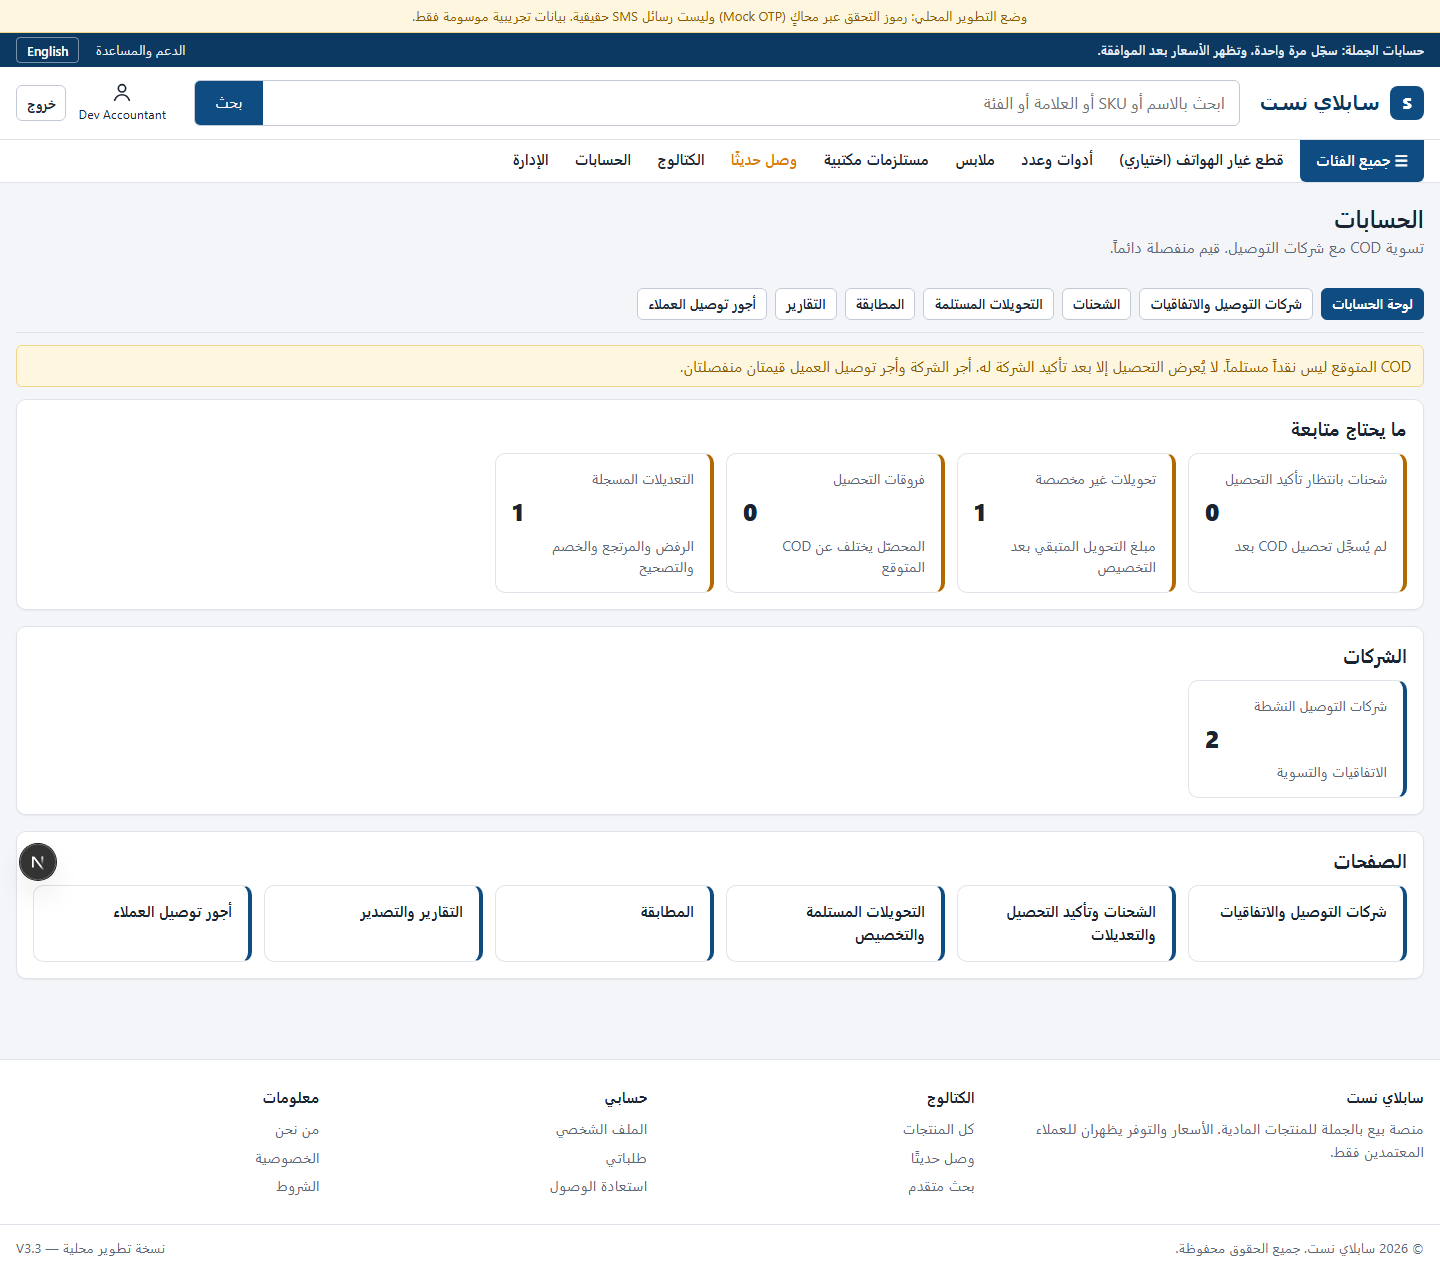 وضع التطوير المحلي: رموز التحقق عبر محاكٍ (Mock OTP) وليست رسائل SMS حقيقية. بيانات تجريبية موسومة فقط.
حسابات الجملة: سجّل مرة واحدة، وتظهر الأسعار بعد الموافقة.
الدعم والمساعدة
English
سابلاي نست
ابحث بالاسم أو SKU أو العلامة أو الفئة
بحث
Dev Accountant
خروج
☰ جميع الفئات
قطع غيار الهواتف (اختياري)
أدوات وعدد
ملابس
مستلزمات مكتبية
وصل حديثًا
الكتالوج
الحسابات
الإدارة
الحسابات
تسوية COD مع شركات التوصيل. قيم منفصلة دائماً.
لوحة الحسابات
شركات التوصيل والاتفاقيات
الشحنات
التحويلات المستلمة
المطابقة
التقارير
أجور توصيل العملاء
COD المتوقع ليس نقداً مستلماً. لا يُعرض التحصيل إلا بعد تأكيد الشركة له. أجر الشركة وأجر توصيل العميل قيمتان منفصلتان.
ما يحتاج متابعة
شحنات بانتظار تأكيد التحصيل
0
لم يُسجَّل تحصيل COD بعد
تحويلات غير مخصصة
1
مبلغ التحويل المتبقي بعد
التخصيص
فروقات التحصيل
0
المحصّل يختلف عن COD
المتوقع
التعديلات المسجلة
1
الرفض والمرتجع والخصم
والتصحيح
الشركات
شركات التوصيل النشطة
2
الاتفاقيات والتسوية
الصفحات
شركات التوصيل والاتفاقيات
الشحنات وتأكيد التحصيل
والتعديلات
التحويلات المستلمة
والتخصيص
المطابقة
التقارير والتصدير
أجور توصيل العملاء
N
سابلاي نست
منصة بيع بالجملة للمنتجات المادية. الأسعار والتوفر يظهران للعملاء
المعتمدين فقط.
الكتالوج
كل المنتجات
وصل حديثًا
بحث متقدم
حسابي
الملف الشخصي
طلباتي
استعادة الوصول
معلومات
من نحن
الخصوصية
الشروط
© 2026 سابلاي نست. جميع الحقوق محفوظة.
نسخة تطوير محلية — V3.3